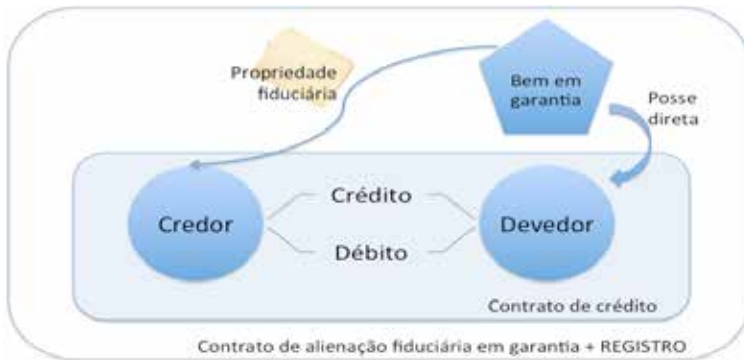 Propriedade
fiduciária
Bem em
garantia
Posse
direta
Credor
Crédito
Débito
Devedor
Contrato de crédito
Contrato de alienação fiduciária em garantia + REGISTRO